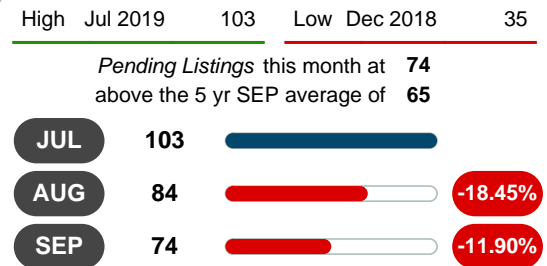 High Jul 2019 103 Low Dec 2018 35
Pending Listings this month at 74
above the 5 yr SEP average of 65
JUL 103
AUG 84 -18.45%
SEP 74 -11.90%